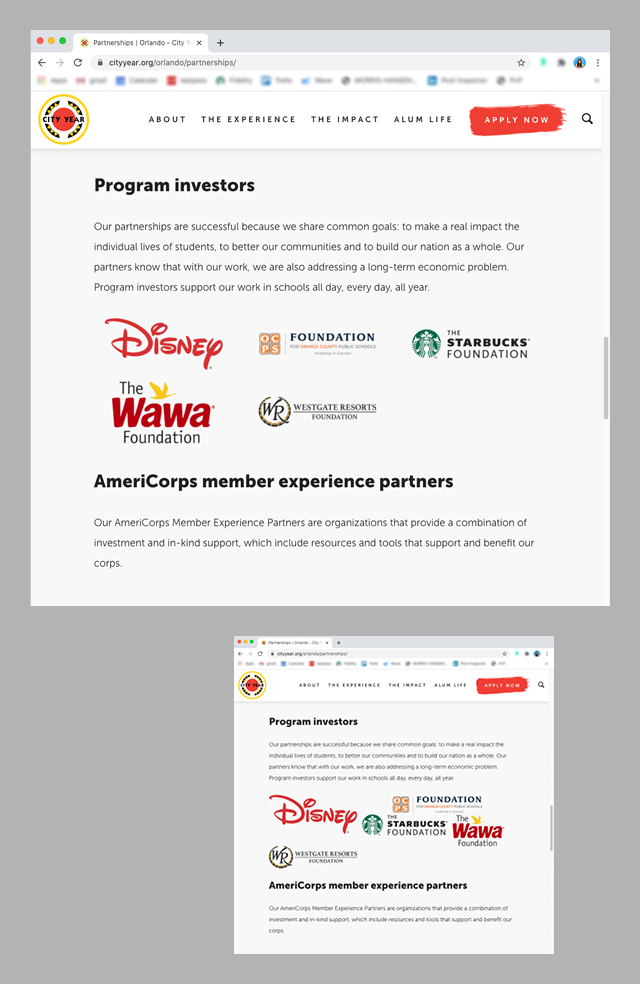 Partnerships | Orlando - City Y
cityyear.org/orlando/partnerships/
Apps gmail Calendar lastpass Fidelity Trello Wave Post Inspector PVP
CITY YEAR
ABOUT THE EXPERIENCE THE IMPACT ALUM LIFE APPLY NOW
Program investors
Our partnerships are successful because we share common goals: to make a real impact the
individual lives of students, to better our communities and to build our nation as a whole. Our
partners know that with our work, we are also addressing a long-term economic problem.
Program investors support our work in schools all day, every day, all year.
Disney
OCPS FOUNDATION
FOR ORANGE COUNTY PUBLIC SCHOOLS
Investing in Success
THE
STARBUCKS
FOUNDATION
The
Wawa
Foundation
WR WESTGATE RESORTS
FOUNDATION
AmeriCorps member experience partners
Our AmeriCorps Member Experience Partners are organizations that provide a combination of
investment and in-kind support, which include resources and tools that support and benefit our
corps.
Partnerships | Orlando - City
cityyear.org/orlando/partnerships/
CITY YEAR
ABOUT THE EXPERIENCE THE IMPACT ALUM LIFE APPLY NOW
Program investors
Our partnerships are successful because we share common goals: to make a real impact the
individual lives of students, to better our communities and to build our nation as a whole. Our
partners know that with our work, we are also addressing a long-term economic problem.
Program investors support our work in schools all day, every day, all year.
Disney
OCPS FOUNDATION
FOR ORANGE COUNTY PUBLIC SCHOOLS
Investing in Success
THE
STARBUCKS
FOUNDATION
The
Wawa
Foundation
WR WESTGATE RESORTS
FOUNDATION
AmeriCorps member experience partners
Our AmeriCorps Member Experience Partners are organizations that provide a combination of
investment and in-kind support, which include resources and tools that support and benefit our
corps.